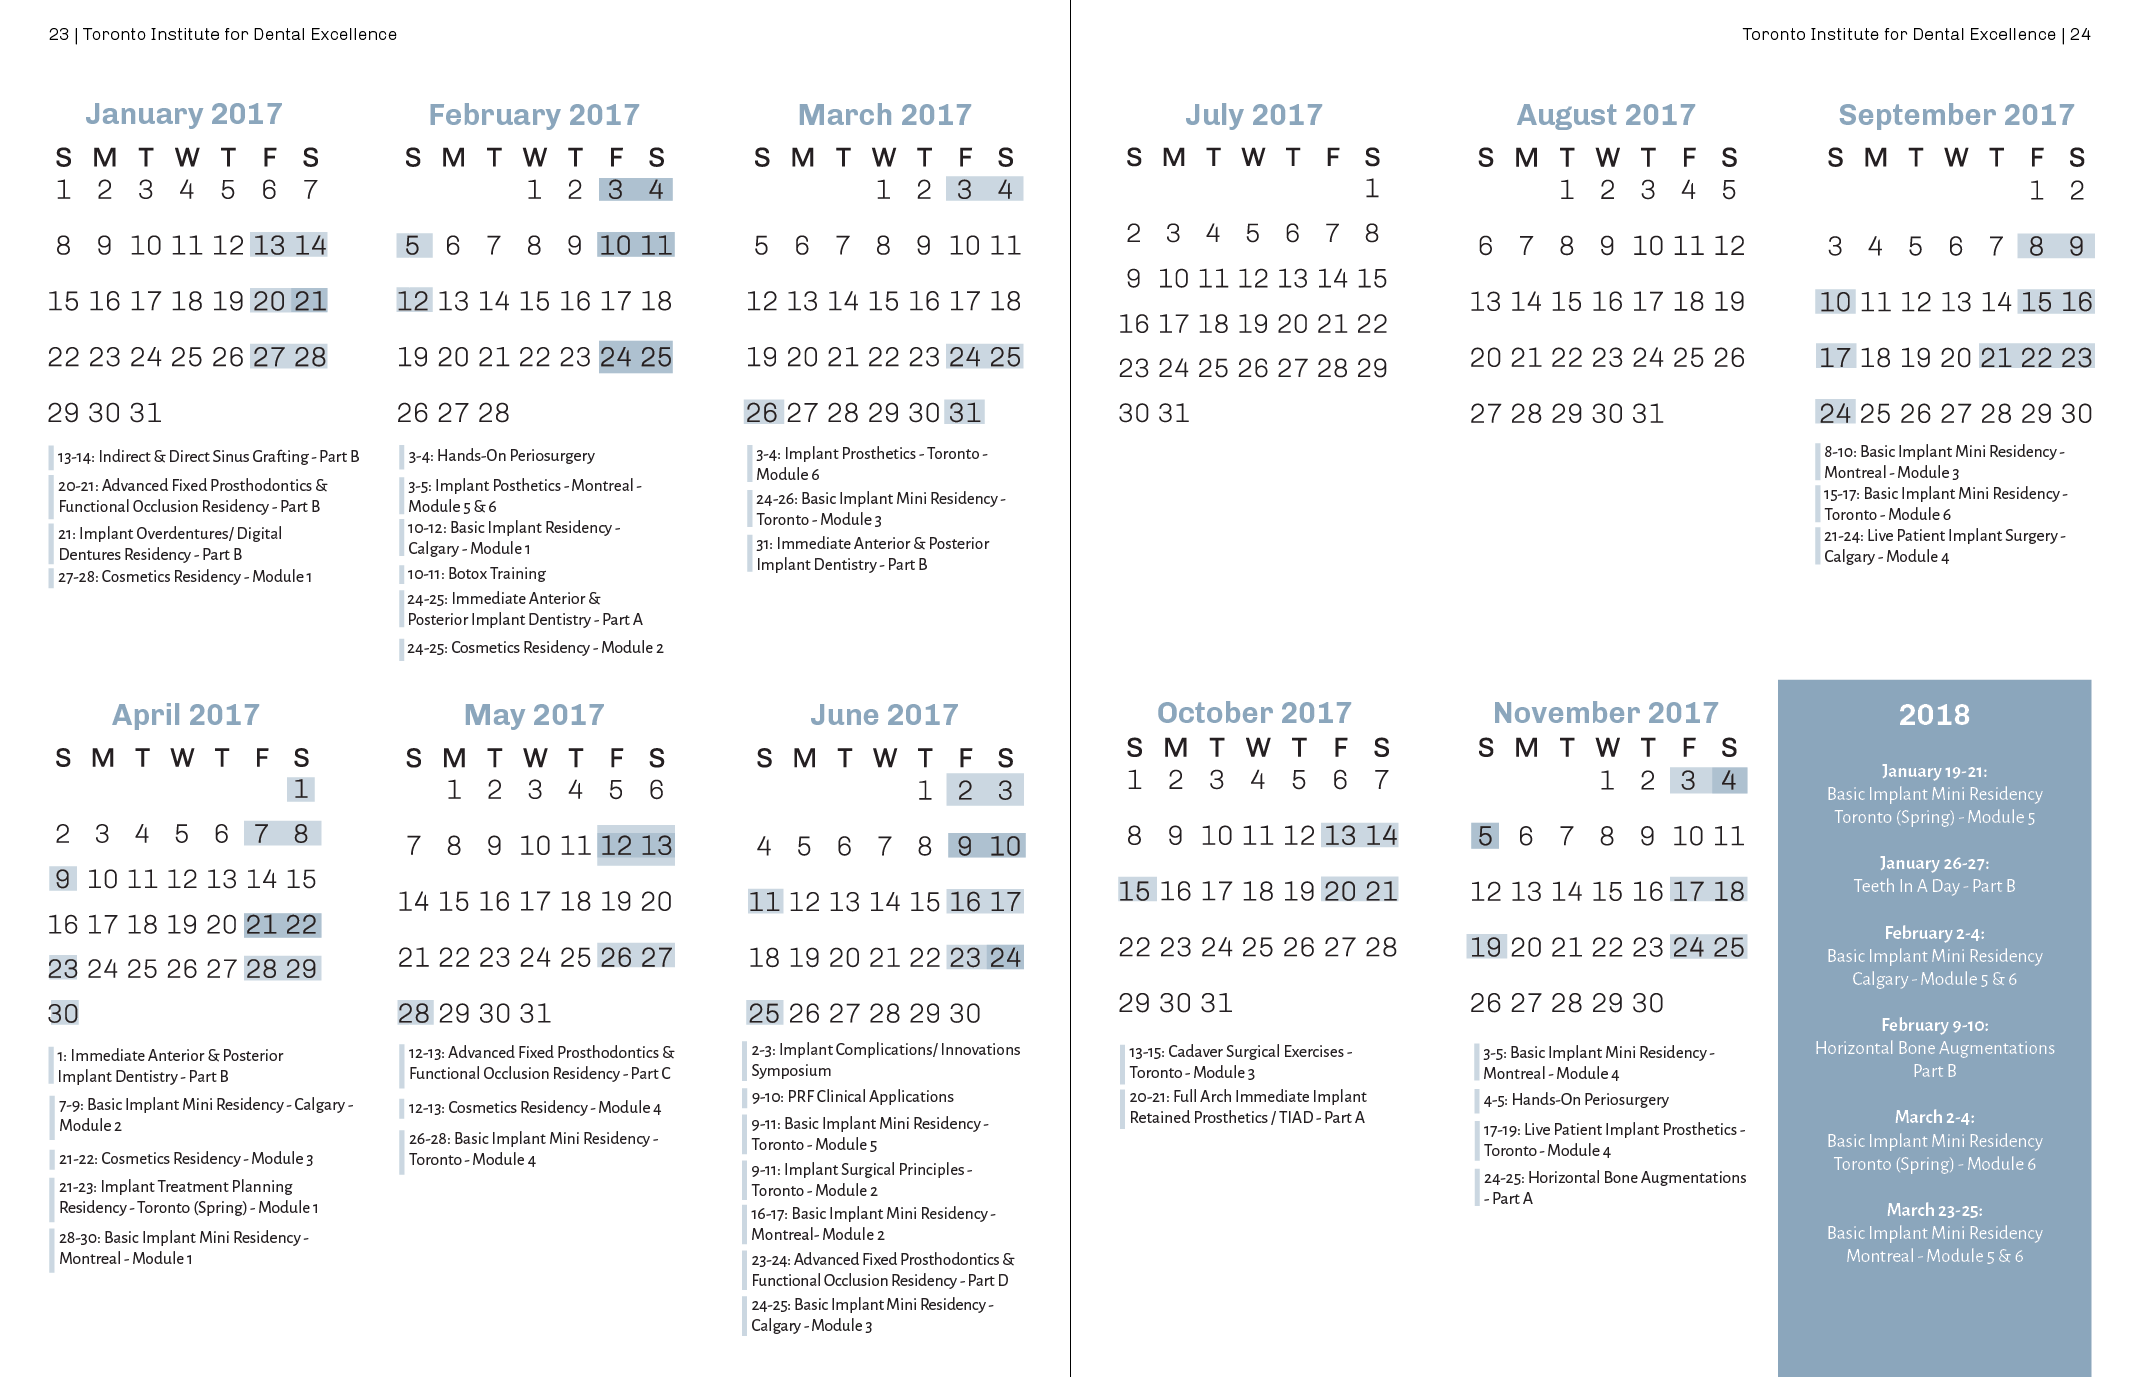 23 | Toronto Institute for Dental Excellence
Toronto Institute for Dental Excellence | 24
January 2017
S M T W T F S
1 2 3 4 5 6 7
8 9 10 11 12 13 14
15 16 17 18 19 20 21
22 23 24 25 26 27 28
29 30 31
13-14: Indirect & Direct Sinus Grafting - Part B
20-21: Advanced Fixed Prosthodontics &
Functional Occlusion Residency - Part B
21: Implant Overdentures/ Digital
Dentures Residency - Part B
27-28: Cosmetics Residency - Module 1
February 2017
S M T W T F S
1 2 3 4
5 6 7 8 9 10 11
12 13 14 15 16 17 18
19 20 21 22 23 24 25
26 27 28
3-4: Hands-On Periosurgery
3-5: Implant Posthetics - Montreal -
Module 5 & 6
10-12: Basic Implant Residency -
Calgary - Module 1
10-11: Botox Training
24-25: Immediate Anterior &
Posterior Implant Dentistry - Part A
24-25: Cosmetics Residency - Module 2
March 2017
S M T W T F S
1 2 3 4
5 6 7 8 9 10 11
12 13 14 15 16 17 18
19 20 21 22 23 24 25
26 27 28 29 30 31
3-4: Implant Prosthetics - Toronto -
Module 6
24-26: Basic Implant Mini Residency -
Toronto - Module 3
31: Immediate Anterior & Posterior
Implant Dentistry - Part B
April 2017
S M T W T F S
1
2 3 4 5 6 7 8
9 10 11 12 13 14 15
16 17 18 19 20 21 22
23 24 25 26 27 28 29
30
1: Immediate Anterior & Posterior
Implant Dentistry - Part B
7-9: Basic Implant Mini Residency - Calgary -
Module 2
21-22: Cosmetics Residency - Module 3
21-23: Implant Treatment Planning
Residency - Toronto (Spring) - Module 1
28-30: Basic Implant Mini Residency -
Montreal - Module 1
May 2017
S M T W T F S
1 2 3 4 5 6
7 8 9 10 11 12 13
14 15 16 17 18 19 20
21 22 23 24 25 26 27
28 29 30 31
12-13: Advanced Fixed Prosthodontics &
Functional Occlusion Residency - Part C
12-13: Cosmetics Residency - Module 4
26-28: Basic Implant Mini Residency -
Toronto - Module 4
June 2017
S M T W T F S
1 2 3
4 5 6 7 8 9 10
11 12 13 14 15 16 17
18 19 20 21 22 23 24
25 26 27 28 29 30
2-3: Implant Complications/ Innovations
Symposium
9-10: PRF Clinical Applications
9-11: Basic Implant Mini Residency -
Toronto - Module 5
9-11: Implant Surgical Principles -
Toronto - Module 2
16-17: Basic Implant Mini Residency -
Montreal- Module 2
23-24: Advanced Fixed Prosthodontics &
Functional Occlusion Residency - Part D
24-25: Basic Implant Mini Residency -
Calgary - Module 3
July 2017
S M T W T F S
1
2 3 4 5 6 7 8
9 10 11 12 13 14 15
16 17 18 19 20 21 22
23 24 25 26 27 28 29
30 31
August 2017
S M T W T F S
1 2 3 4 5
6 7 8 9 10 11 12
13 14 15 16 17 18 19
20 21 22 23 24 25 26
27 28 29 30 31
September 2017
S M T W T F S
1 2
3 4 5 6 7 8 9
10 11 12 13 14 15 16
17 18 19 20 21 22 23
24 25 26 27 28 29 30
8-10: Basic Implant Mini Residency -
Montreal - Module 3
15-17: Basic Implant Mini Residency -
Toronto - Module 6
21-24: Live Patient Implant Surgery -
Calgary - Module 4
October 2017
S M T W T F S
1 2 3 4 5 6 7
8 9 10 11 12 13 14
15 16 17 18 19 20 21
22 23 24 25 26 27 28
29 30 31
13-15: Cadaver Surgical Exercises -
Toronto - Module 3
20-21: Full Arch Immediate Implant
Retained Prosthetics / TIAD - Part A
November 2017
S M T W T F S
1 2 3 4
5 6 7 8 9 10 11
12 13 14 15 16 17 18
19 20 21 22 23 24 25
26 27 28 29 30
3-5: Basic Implant Mini Residency -
Montreal - Module 4
4-5: Hands-On Periosurgery
17-19: Live Patient Implant Prosthetics -
Toronto - Module 4
24-25: Horizontal Bone Augmentations
- Part A
2018
January 19-21:
Basic Implant Mini Residency
Toronto (Spring) - Module 5
January 26-27:
Teeth In A Day - Part B
February 2-4:
Basic Implant Mini Residency
Calgary - Module 5 & 6
February 9-10:
Horizontal Bone Augmentations
Part B
March 2-4:
Basic Implant Mini Residency
Toronto (Spring) - Module 6
March 23-25:
Basic Implant Mini Residency
Montreal - Module 5 & 6